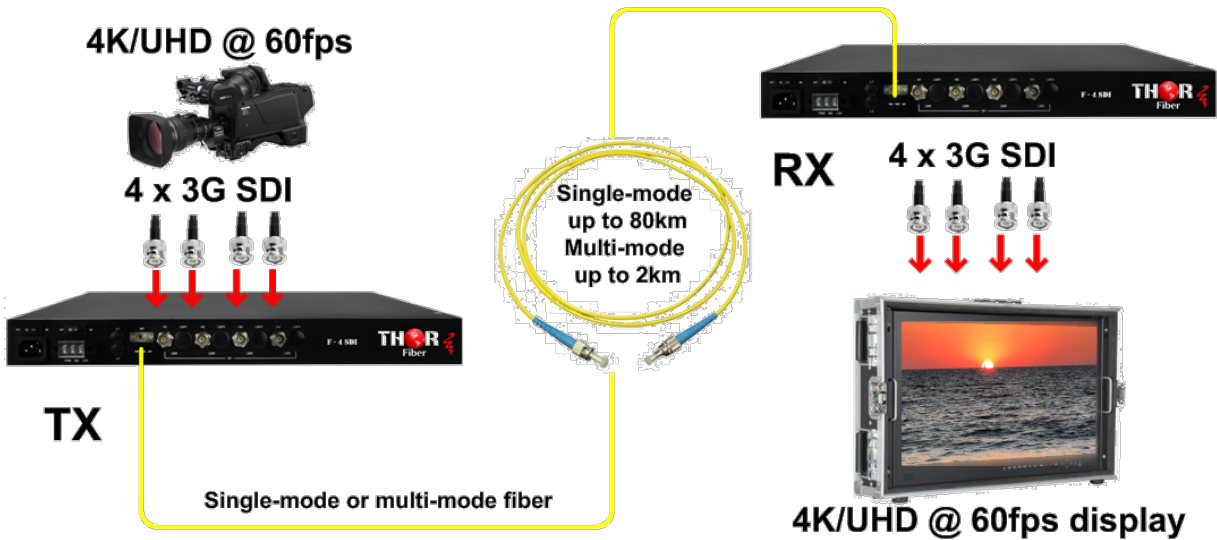 4K/UHD @ 60fps
4 x 3G SDI
F - 4 SDI
THOR
Fiber
TX
Single-mode or multi-mode fiber
Single-mode
up to 80km
Multi-mode
up to 2km
F - 4 SDI
THOR
Fiber
RX
4 x 3G SDI
4K/UHD @ 60fps display